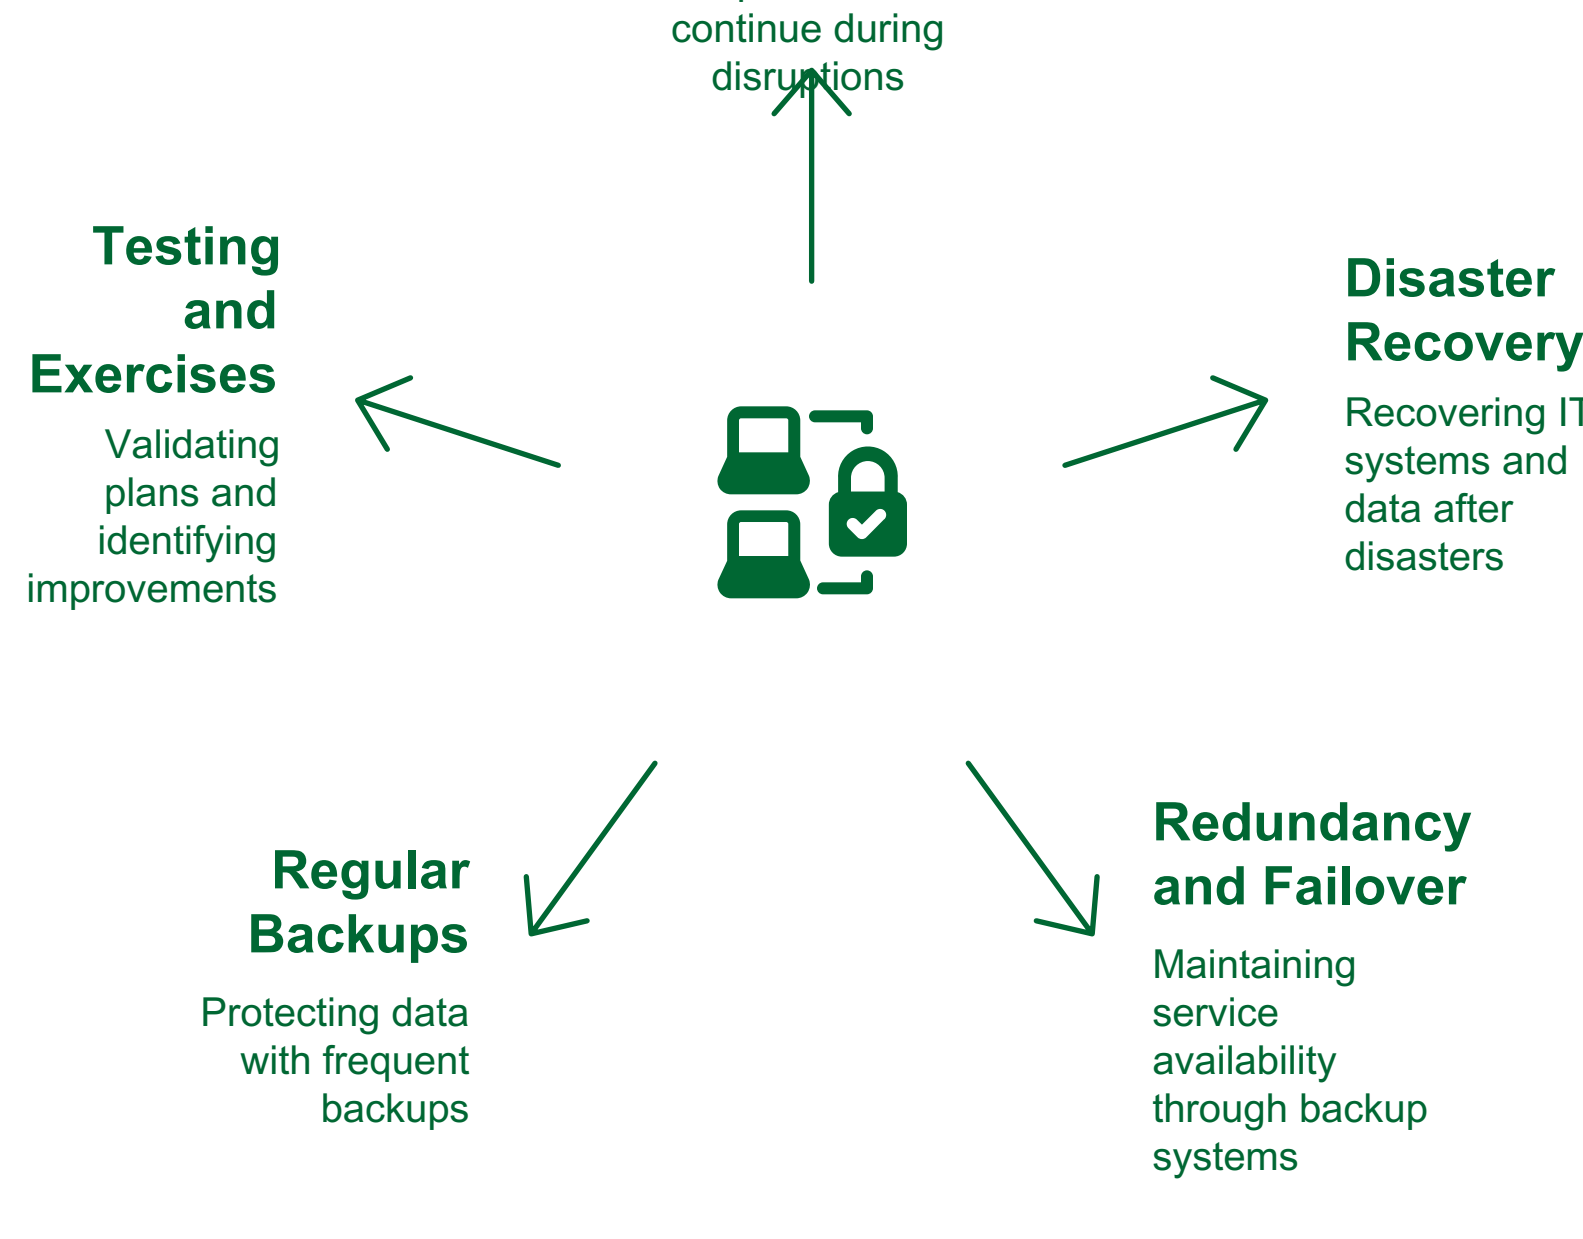 continue during
disruptions
Testing
and
Exercises
Validating
plans and
identifying
improvements
Disaster
Recovery
Recovering IT
systems and
data after
disasters
Regular
Backups
Protecting data
with frequent
backups
Redundancy
and Failover
Maintaining
service
availability
through backup
systems